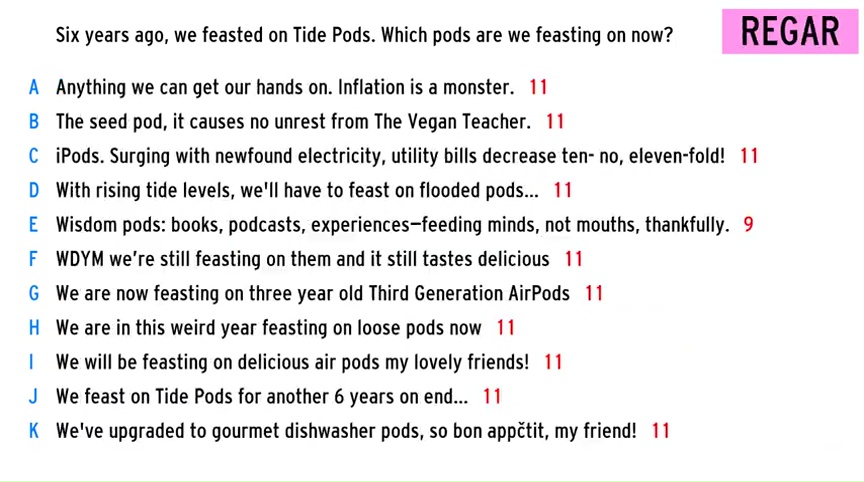 Six years ago, we feasted on Tide Pods. Which pods are we feasting on now?
REGAR
A Anything we can get our hands on. Inflation is a monster. 11
B The seed pod, it causes no unrest from The Vegan Teacher. 11
C iPods. Surging with newfound electricity, utility bills decrease ten- no, eleven-fold! 11
D With rising tide levels, we'll have to feast on flooded pods... 11
E Wisdom pods: books, podcasts, experiences—feeding minds, not mouths, thankfully. 9
F WDYM we're still feasting on them and it still tastes delicious 11
G We are now feasting on three year old Third Generation AirPods 11
H We are in this weird year feasting on loose pods now 11
I We will be feasting on delicious air pods my lovely friends! 11
J We feast on Tide Pods for another 6 years on end... 11
K We've upgraded to gourmet dishwasher pods, so bon appčtit, my friend! 11